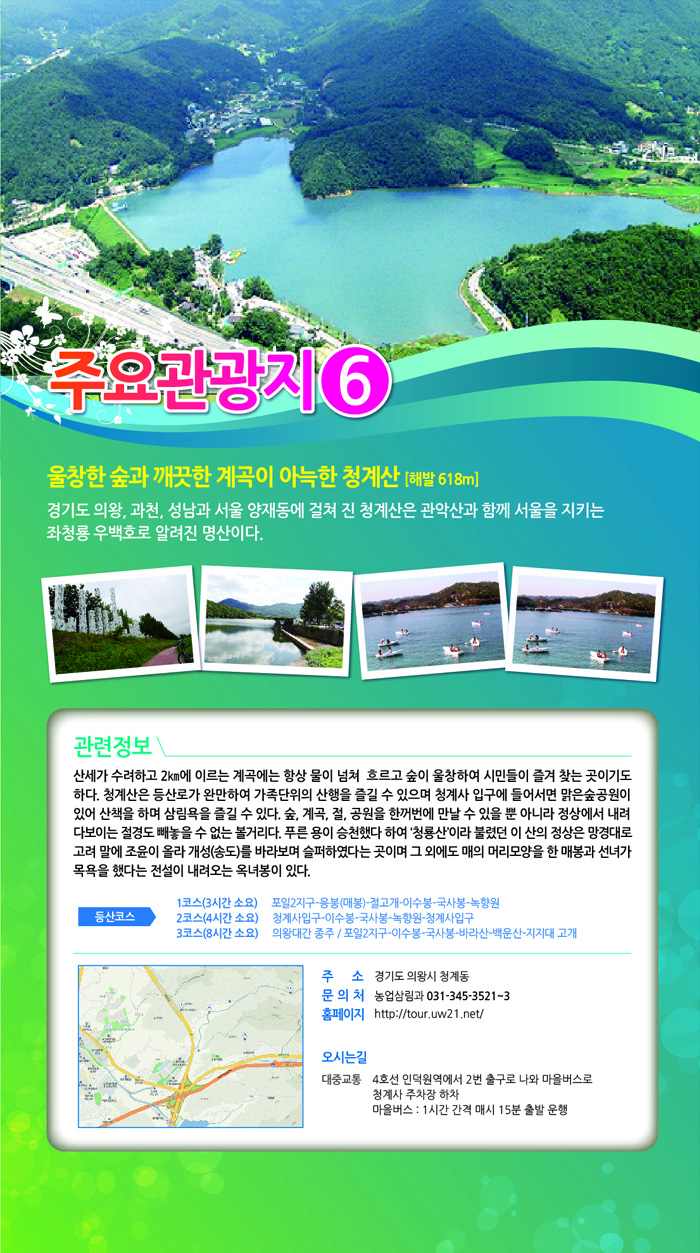 주요관광지 6
울창한 숲과 깨끗한 계곡이 아늑한 청계산 [해발 618m]
경기도 의왕, 과천, 성남과 서울 양재동에 걸쳐 진 청계산은 관악산과 함께 서울을 지키는
좌청룡 우백호로 알려진 명산이다.
관련정보
산세가 수려하고 2㎞에 이르는 계곡에는 항상 물이 넘쳐 흐르고 숲이 울창하여 시민들이 즐겨 찾는 곳이기도
하다. 청계산은 등산로가 완만하여 가족단위의 산행을 즐길 수 있으며 청계사 입구에 들어서면 맑은숲공원이
있어 산책을 하며 삼림욕을 즐길 수 있다. 숲, 계곡, 절, 공원을 한꺼번에 만날 수 있을 뿐 아니라 정상에서 내려
다보이는 절경도 빼놓을 수 없는 볼거리다. 푸른 용이 승천했다 하여 '청룡산'이라 불렸던 이 산의 정상은 망경대로
고려 말에 조윤이 올라 개성(송도)를 바라보며 슬퍼하였다는 곳이며 그 외에도 매의 머리모양을 한 매봉과 선녀가
목욕을 했다는 전설이 내려오는 옥녀봉이 있다.
등산코스
1코스(3시간 소요) 포일2지구-응봉(매봉)-절고개-이수봉-국사봉-녹향원
2코스(4시간 소요) 청계사입구-이수봉-국사봉-녹향원-청계사입구
3코스(8시간 소요) 의왕대간 종주 / 포일2지구-이수봉-국사봉-바라산-백운산-지지대 고개
주 소 경기도 의왕시 청계동
문 의 처 농업삼림과 031-345-3521~3
홈페이지 http://tour.uw21.net/
오시는길
대중교통 4호선 인덕원역에서 2번 출구로 나와 마을버스로
청계사 주차장 하차
마을버스 : 1시간 간격 매시 15분 출발 운행